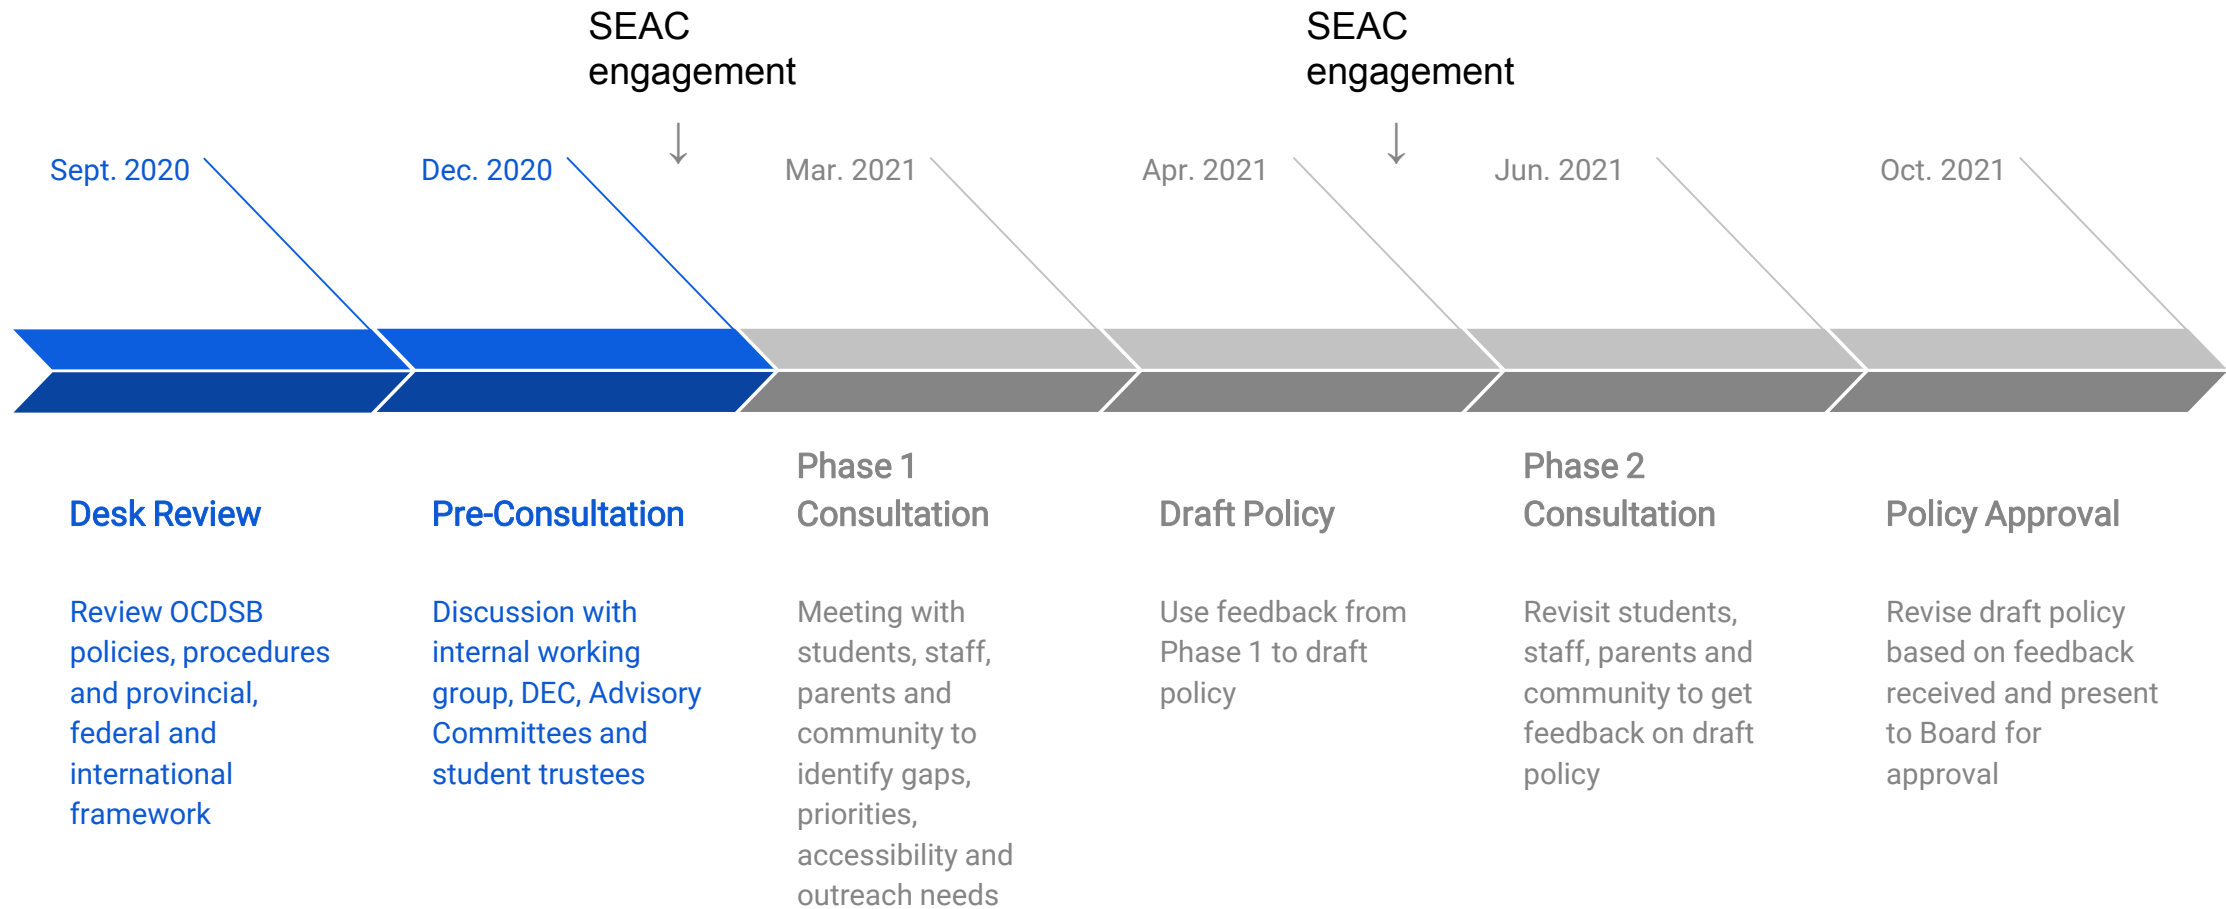 SEAC
engagement
SEAC
engagement
↓
↓
Sept. 2020
Dec. 2020
Mar. 2021
Apr. 2021
Jun. 2021
Oct. 2021
Desk Review
Review OCDSB
policies, procedures
and provincial,
federal and
international
framework
Pre-Consultation
Discussion with
internal working
group, DEC, Advisory
Committees and
student trustees
Phase 1
Consultation
Meeting with
students, staff,
parents and
community to
identify gaps,
priorities,
accessibility and
outreach needs
Draft Policy
Use feedback from
Phase 1 to draft
policy
Phase 2
Consultation
Revisit students,
staff, parents and
community to get
feedback on draft
policy
Policy Approval
Revise draft policy
based on feedback
received and present
to Board for
approval